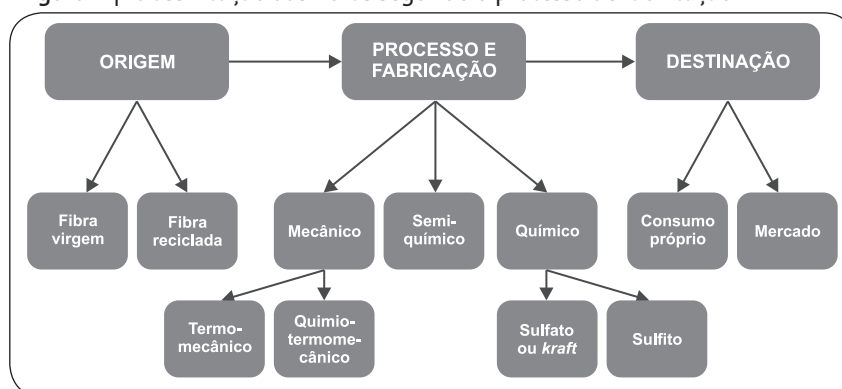 ORIGEM
PROCESSO E
FABRICAÇÃO
DESTINAÇÃO
Fibra
virgem
Fibra
reciclada
Mecânico
Semi-
químico
Químico
Consumo
próprio
Mercado
Termo-
mecânico
Quimio-
termome-
cânico
Sulfato
ou kraft
Sulfito